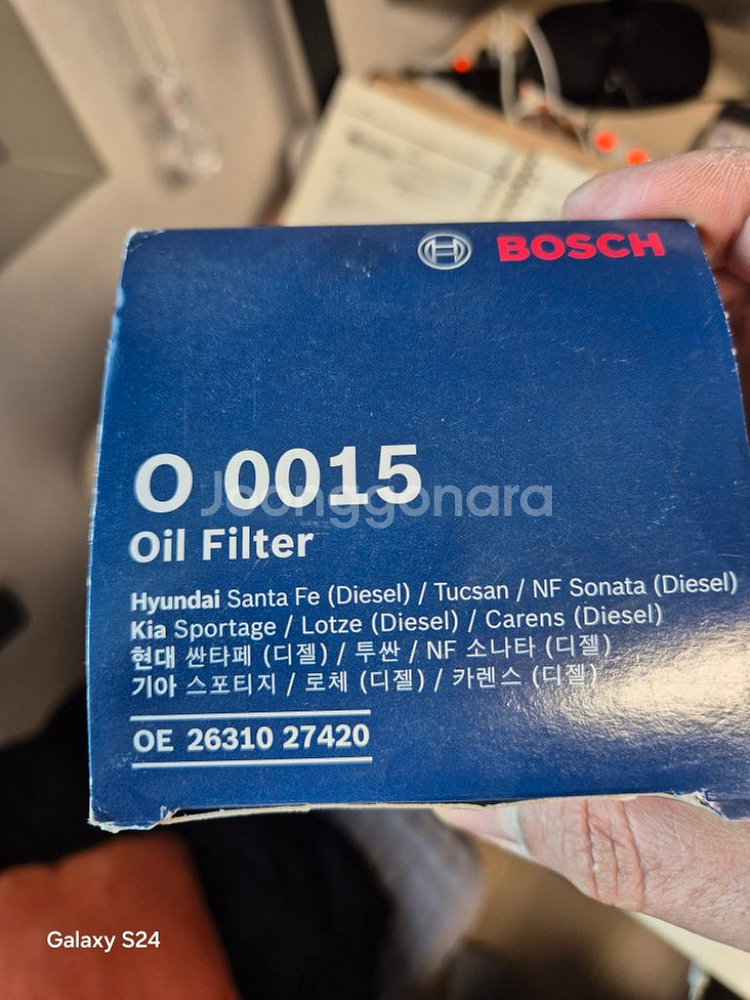 BOSCH
O 0015
Joonggonara
Oil Filter
Hyundai Santa Fe (Diesel) / Tucsan / NF Sonata (Diesel)
Kia Sportage / Lotze (Diesel) / Carens (Diesel)
현대 싼타페 (디젤) / 투싼 / NF 소나타 (디젤)
기아 스포티지 / 로체 (디젤) / 카렌스 (디젤)
OE 26310 27420
Galaxy S24